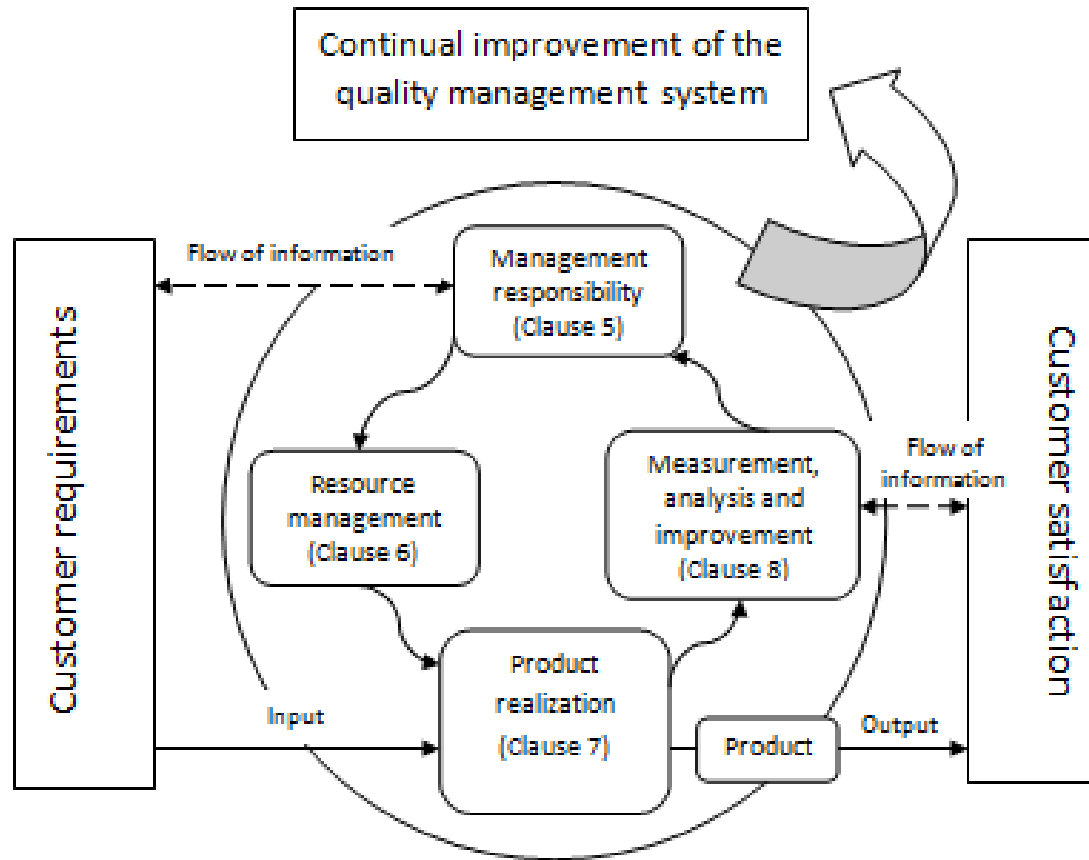 Continual improvement of the
quality management system
Customer requirements
Flow of information
Management
responsibility
(Clause 5)
Resource
management
(Clause 6)
Measurement,
analysis and
improvement
(Clause 8)
Flow of
information
Customer satisfaction
Input
Product
realization
(Clause 7)
Product
Output